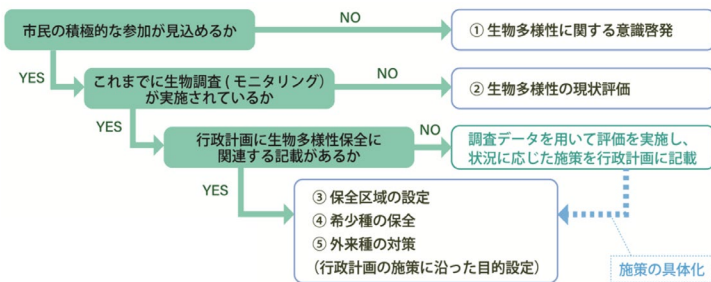 市民の積極的な参加が見込めるか
NO
① 生物多様性に関する意識啓発
YES
これまでに生物調査 ( モニタリング )
が実施されているか
NO
② 生物多様性の現状評価
YES
行政計画に生物多様性保全に
関連する記載があるか
NO
調査データを用いて評価を実施し、
状況に応じた施策を行政計画に記載
YES
③ 保全区域の設定
④ 希少種の保全
⑤ 外来種の対策
(行政計画の施策に沿った目的設定)
施策の具体化